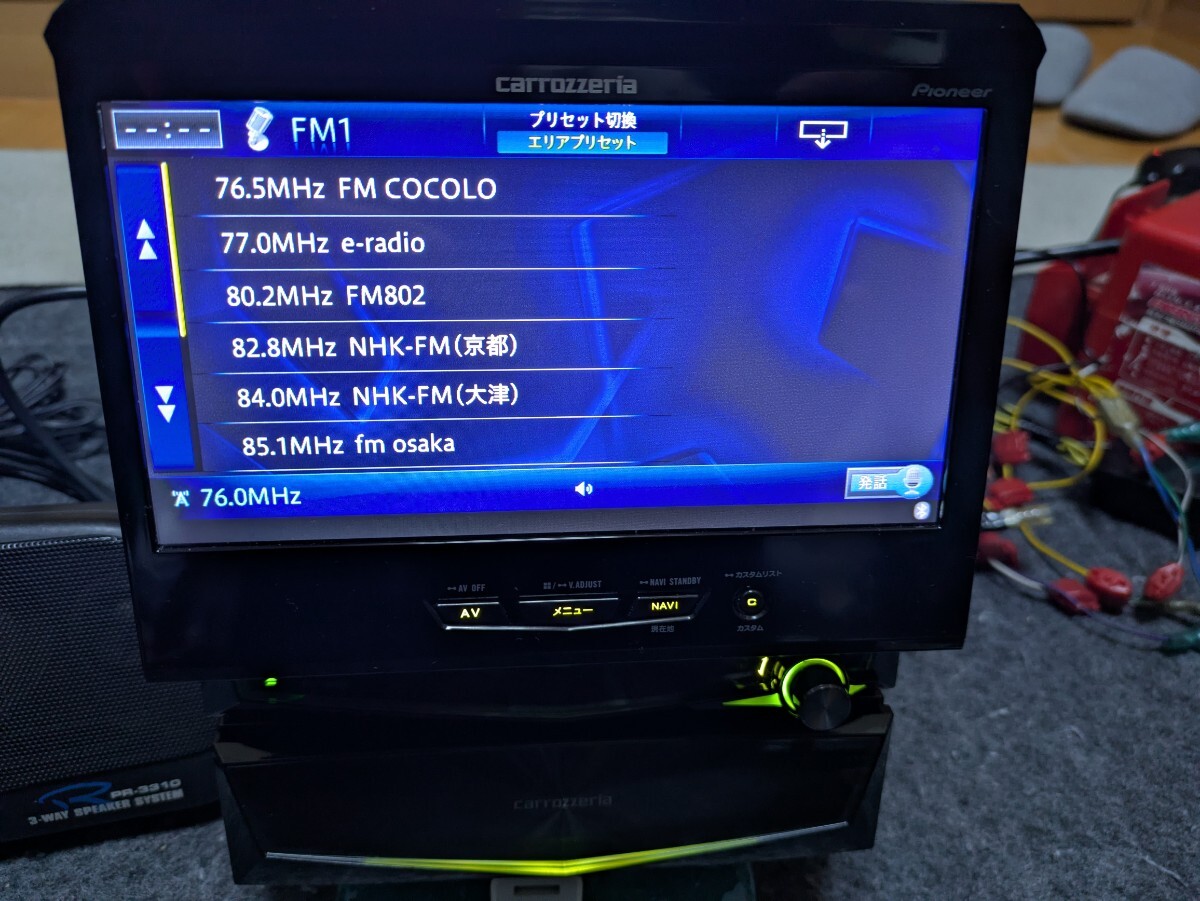 carrozzeria
Pioneer
--:--
FM1
プリセット切換
エリアプリセット
76.5MHz FM COCOLO
77.0MHz e-radio
80.2MHz FM802
82.8MHz NHK-FM(京都)
84.0MHz NHK-FM(大津)
85.1MHz fm osaka
76.0MHz
発話
AV OFF
V.ADJUST
NAVI STANDBY
カスタムリスト
AV
メニュー
NAVI
C
現在地
カスタム
PR-3310
3-WAY SPEAKER SYSTEM
carrozzeria